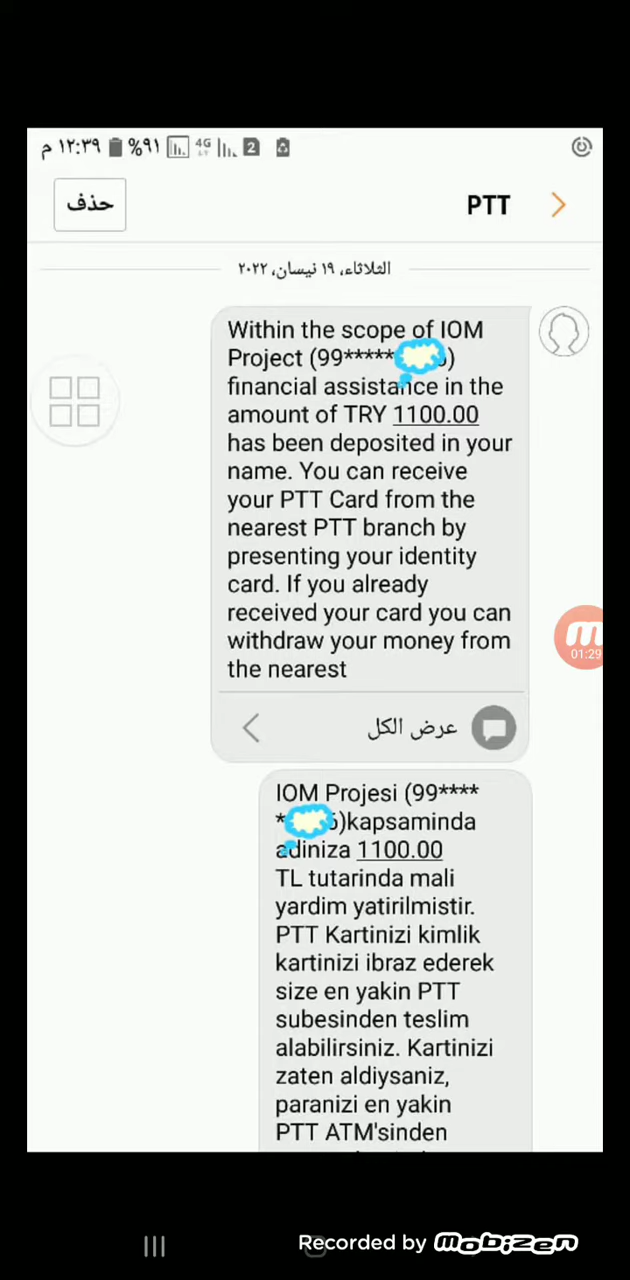 م ١٢:٣٩ %٩١ 4G 2
حذف
PTT
الثلاثاء، ١٩ نيسان، ٢٠٢٢
Within the scope of IOM
Project (99*****)
financial assistance in the
amount of TRY 1100.00
has been deposited in your
name. You can receive
your PTT Card from the
nearest PTT branch by
presenting your identity
card. If you already
received your card you can
withdraw your money from
the nearest
01:29
عرض الكل
IOM Projesi (99****
*6)kapsaminda
adiniza 1100.00
TL tutarinda mali
yardim yatirilmistir.
PTT Kartinizi kimlik
kartinizi ibraz ederek
size en yakin PTT
subesinden teslim
alabilirsiniz. Kartinizi
zaten aldiysaniz,
paranizi en yakin
PTT ATM'sinden
Recorded by Mobizen